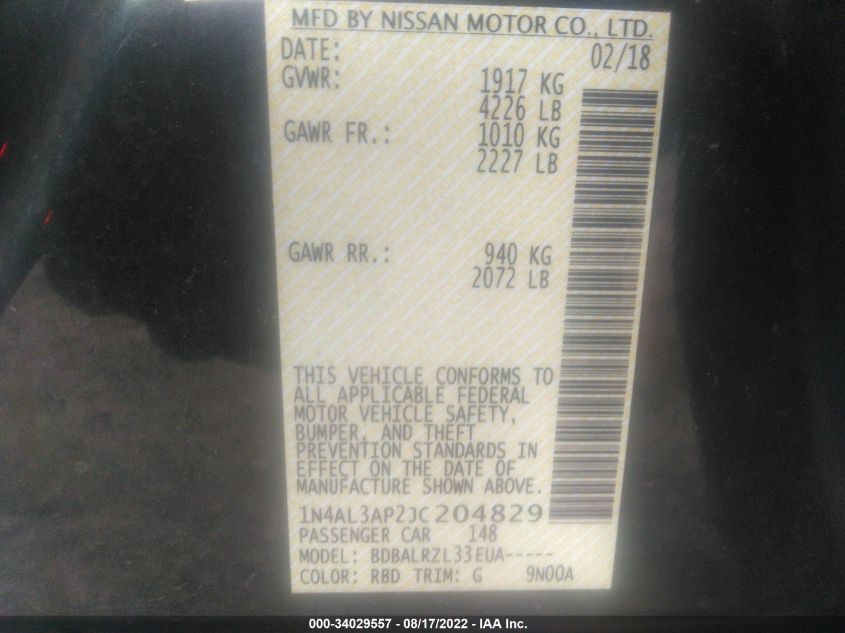 MFD BY NISSAN MOTOR CO., LTD.
DATE: 02/18
GVWR: 1917 KG
4226 LB
GAWR FR.: 1010 KG
2227 LB
GAWR RR.: 940 KG
2072 LB
THIS VEHICLE CONFORMS TO
ALL APPLICABLE FEDERAL
MOTOR VEHICLE SAFETY,
BUMPER, AND THEFT
PREVENTION STANDARDS IN
EFFECT ON THE DATE OF
MANUFACTURE SHOWN ABOVE.
1N4AL3AP2JC204829
PASSENGER CAR 148
MODEL: BDBALRZL33EUA-----
COLOR: RBD TRIM: G 9N00A
000-34029557 - 08/17/2022 - IAA Inc.